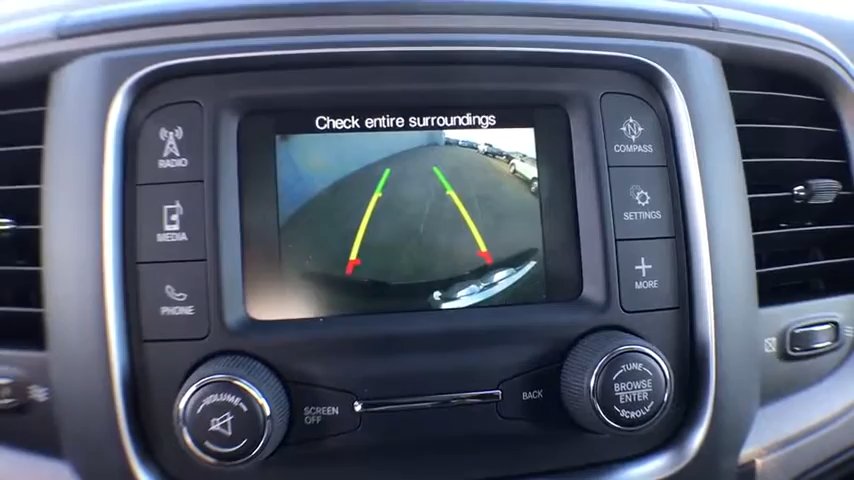 Check entire surroundings
RADIO
MEDIA
PHONE
N
COMPASS
SETTINGS
MORE
VOLUME
SCREEN
OFF
BACK
TUNE
BROWSE
ENTER
SCROLL